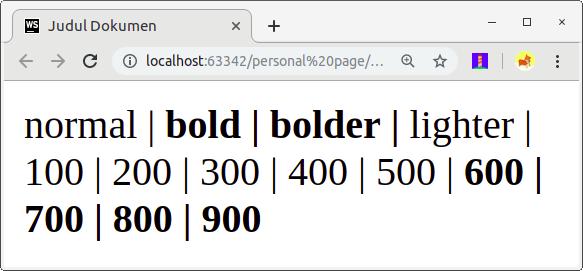 WS Judul Dokumen
localhost:63342/personal%20page/...
normal | bold | bolder | lighter |
100 | 200 | 300 | 400 | 500 | 600 |
700 | 800 | 900